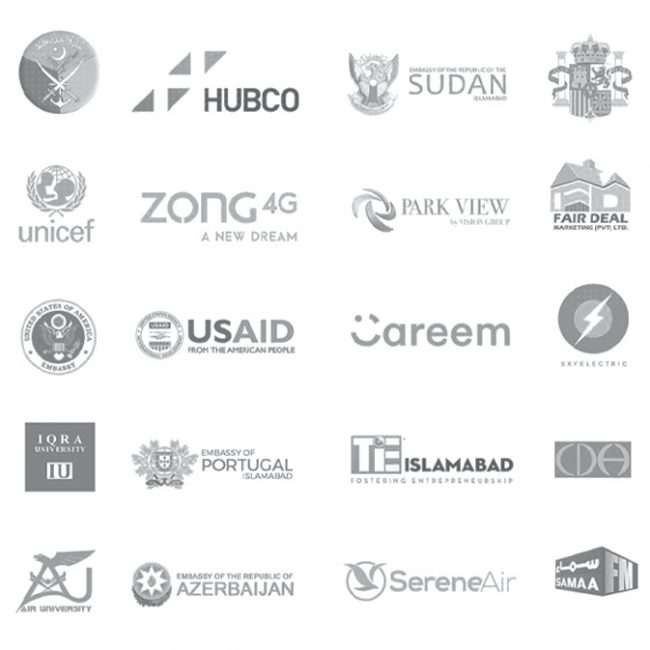 HUBCO
EMBASSY OF THE REPUBLIC OF THE
SUDAN
ISLAMABAD
unicef
ZONG 4G
A NEW DREAM
PARK VIEW
by VISION GROUP
FAIR DEAL
MARKETING (PVT) LTD.
UNITED STATES OF AMERICA
EMBASSY
USAID
FROM THE AMERICAN PEOPLE
Careem
SKYELECTRIC
IQRA
UNIVERSITY
IU
EMBASSY OF
PORTUGAL
ISLAMABAD
TiE ISLAMABAD
FOSTERING ENTREPRENEURSHIP
CDA
AU
AIR UNIVERSITY
EMBASSY OF THE REPUBLIC OF
AZERBAIJAN
SereneAir
سماء
SAMAA FM